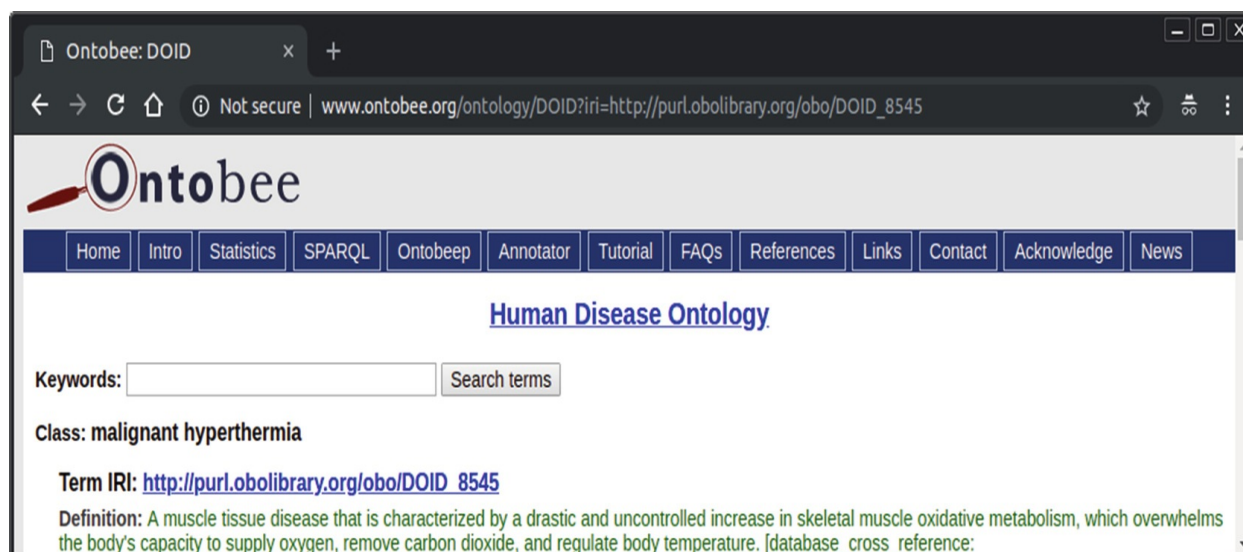 Ontobee: DOID
Not secure | www.ontobee.org/ontology/DOID?iri=http://purl.obolibrary.org/obo/DOID_8545
Ontobee
Home Intro Statistics SPARQL Ontobeep Annotator Tutorial FAQs References Links Contact Acknowledge News
Human Disease Ontology
Keywords: Search terms
Class: malignant hyperthermia
Term IRI: http://purl.obolibrary.org/obo/DOID_8545
Definition: A muscle tissue disease that is characterized by a drastic and uncontrolled increase in skeletal muscle oxidative metabolism, which overwhelms
the body's capacity to supply oxygen, remove carbon dioxide, and regulate body temperature. [database_cross_reference: